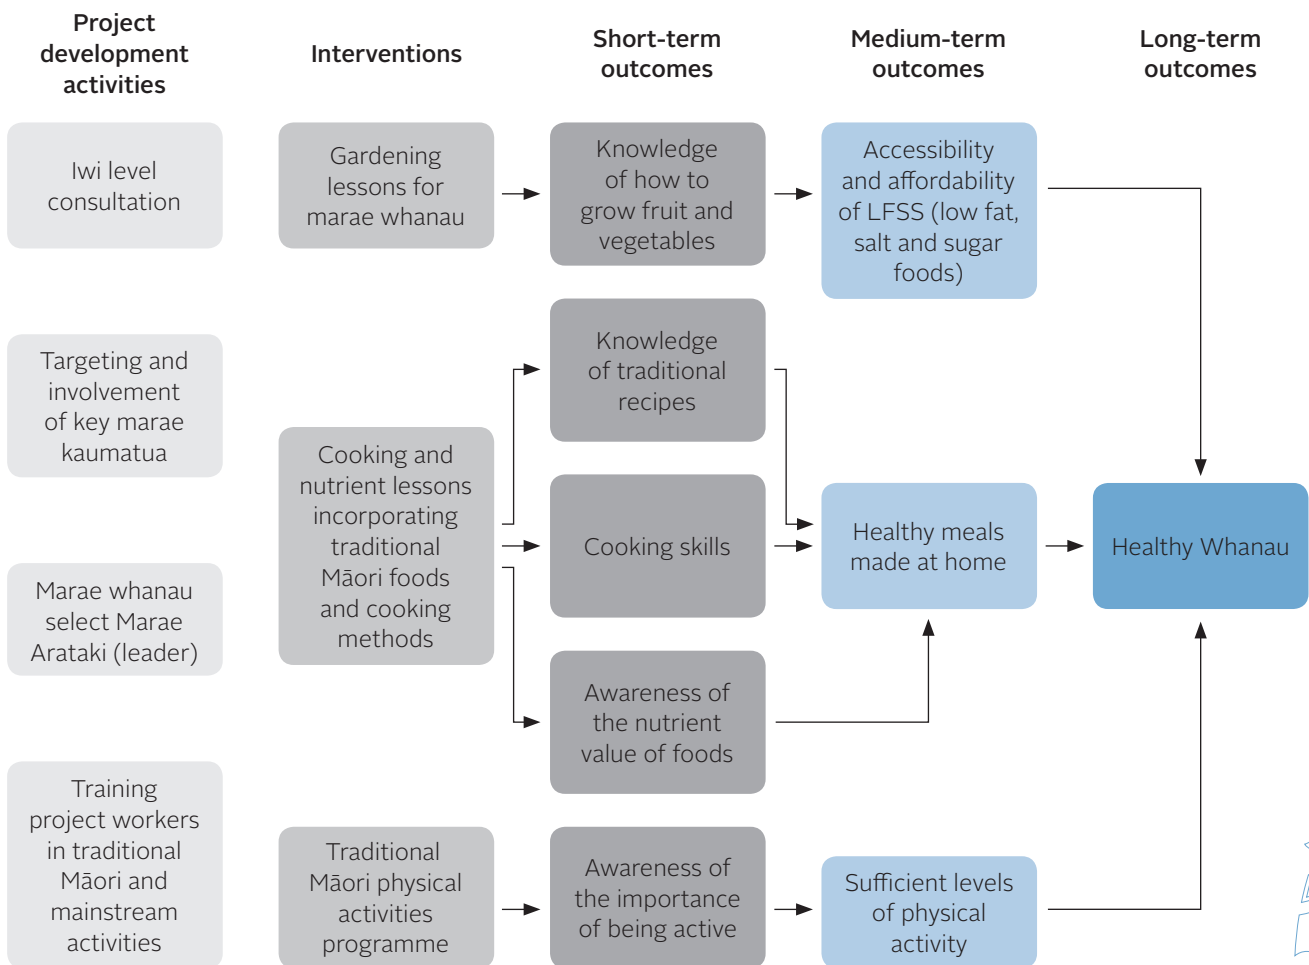 Project
development
activities
Interventions
Short-term
outcomes
Medium-term
outcomes
Long-term
outcomes
Iwi level
consultation
Targeting and
involvement
of key marae
kaumatua
Marae whanau
select Marae
Arataki (leader)
Training
project workers
in traditional
Māori and
mainstream
activities
Gardening
lessons for
marae whanau
Cooking and
nutrient lessons
incorporating
traditional
Māori foods
and cooking
methods
Traditional
Māori physical
activities
programme
Knowledge
of how to
grow fruit and
vegetables
Knowledge
of traditional
recipes
Cooking skills
Awareness of
the nutrient
value of foods
Awareness of
the importance
of being active
Accessibility
and affordability
of LFSS (low fat,
salt and sugar
foods)
Healthy meals
made at home
Sufficient levels
of physical
activity
Healthy Whanau